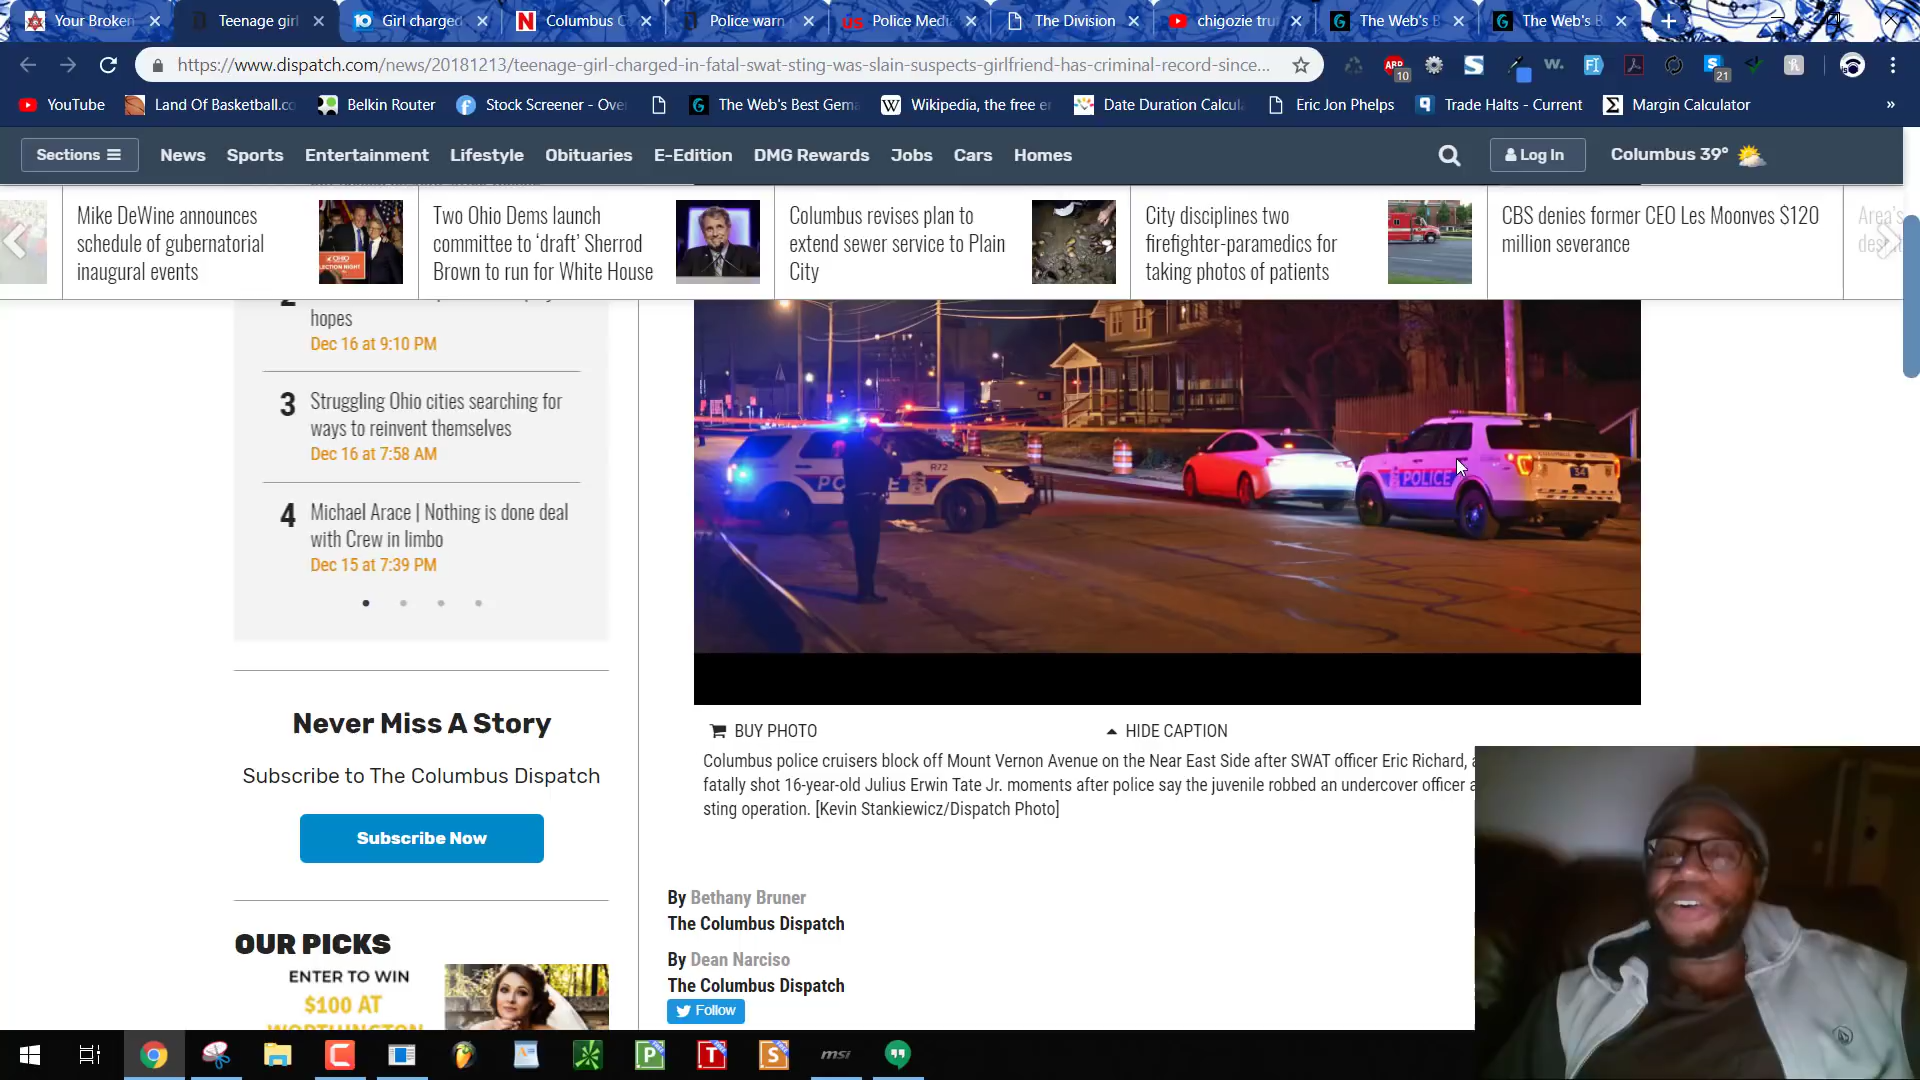 Your Broken
Teenage girl
Girl charged
Columbus C
Police warn
Police Medi
The Division
chigozie tru
The Web's B
The Web's B
https://www.dispatch.com/news/20181213/teenage-girl-charged-in-fatal-swat-sting-was-slain-suspects-girlfriend-has-criminal-record-since...
ABP
10
21
YouTube
Land Of Basketball.co
Belkin Router
Stock Screener - Over
The Web's Best Gema
Wikipedia, the free en
Date Duration Calcul
Eric Jon Phelps
Trade Halts - Current
Margin Calculator
»
Sections
News
Sports
Entertainment
Lifestyle
Obituaries
E-Edition
DMG Rewards
Jobs
Cars
Homes
Log In
Columbus 39°
Mike DeWine announces
schedule of gubernatorial
inaugural events
Two Ohio Dems launch
committee to ‘draft’ Sherrod
Brown to run for White House
Columbus revises plan to
extend sewer service to Plain
City
City disciplines two
firefighter-paramedics for
taking photos of patients
CBS denies former CEO Les Moonves $120
million severance
Area's
2
hopes
Dec 16 at 9:10 PM
3
Struggling Ohio cities searching for
ways to reinvent themselves
Dec 16 at 7:58 AM
4
Michael Arace | Nothing is done deal
with Crew in limbo
Dec 15 at 7:39 PM
R72
POLICE
Never Miss A Story
Subscribe to The Columbus Dispatch
Subscribe Now
OUR PICKS
ENTER TO WIN
$100 AT
WORTHINGTON
BUY PHOTO
HIDE CAPTION
Columbus police cruisers block off Mount Vernon Avenue on the Near East Side after SWAT officer Eric Richard,
fatally shot 16-year-old Julius Erwin Tate Jr. moments after police say the juvenile robbed an undercover officer
sting operation. [Kevin Stankiewicz/Dispatch Photo]
By Bethany Bruner
The Columbus Dispatch
By Dean Narciso
The Columbus Dispatch
Follow
P
T
S
msi